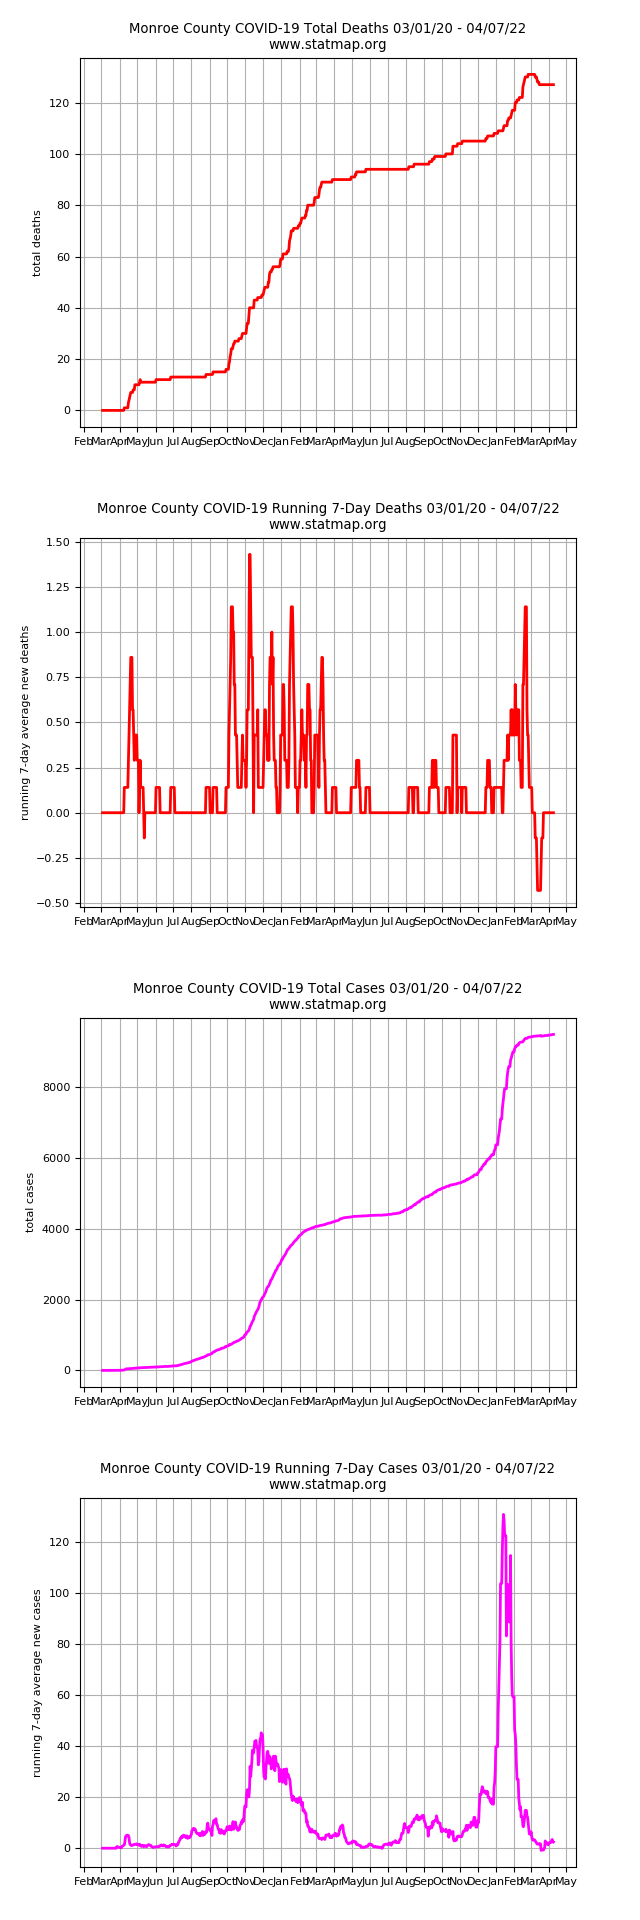 Monroe County COVID-19 Total Deaths 03/01/20 - 04/07/22
www.statmap.org
total deaths
120
100
80
60
40
20
0
Feb Mar Apr May Jun Jul Aug Sep Oct Nov Dec Jan Feb Mar Apr May Jun Jul Aug Sep Oct Nov Dec Jan Feb Mar Apr May
Monroe County COVID-19 Running 7-Day Deaths 03/01/20 - 04/07/22
www.statmap.org
running 7-day average new deaths
1.50
1.25
1.00
0.75
0.50
0.25
0.00
−0.25
−0.50
Feb Mar Apr May Jun Jul Aug Sep Oct Nov Dec Jan Feb Mar Apr May Jun Jul Aug Sep Oct Nov Dec Jan Feb Mar Apr May
Monroe County COVID-19 Total Cases 03/01/20 - 04/07/22
www.statmap.org
total cases
8000
6000
4000
2000
0
Feb Mar Apr May Jun Jul Aug Sep Oct Nov Dec Jan Feb Mar Apr May Jun Jul Aug Sep Oct Nov Dec Jan Feb Mar Apr May
Monroe County COVID-19 Running 7-Day Cases 03/01/20 - 04/07/22
www.statmap.org
running 7-day average new cases
120
100
80
60
40
20
0
Feb Mar Apr May Jun Jul Aug Sep Oct Nov Dec Jan Feb Mar Apr May Jun Jul Aug Sep Oct Nov Dec Jan Feb Mar Apr May